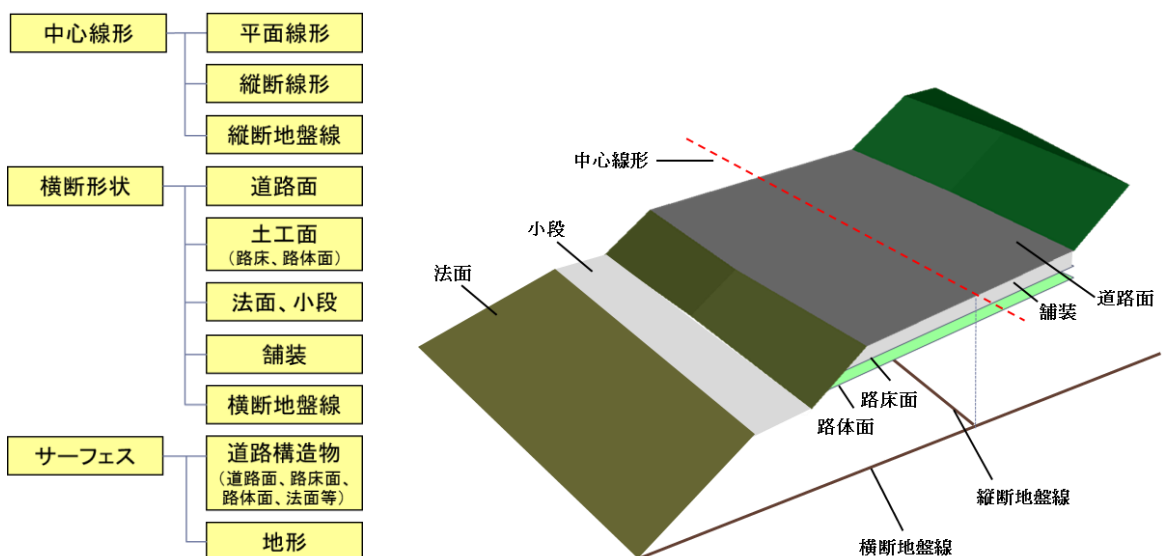 中心線形
平面線形
縦断線形
縦断地盤線
横断形状
道路面
土工面
（路床、路体面）
法面、小段
舗装
横断地盤線
サーフェス
道路構造物
（道路面、路床面、
路体面、法面等）
地形
中心線形
小段
法面
道路面
舗装
路床面
路体面
縦断地盤線
横断地盤線